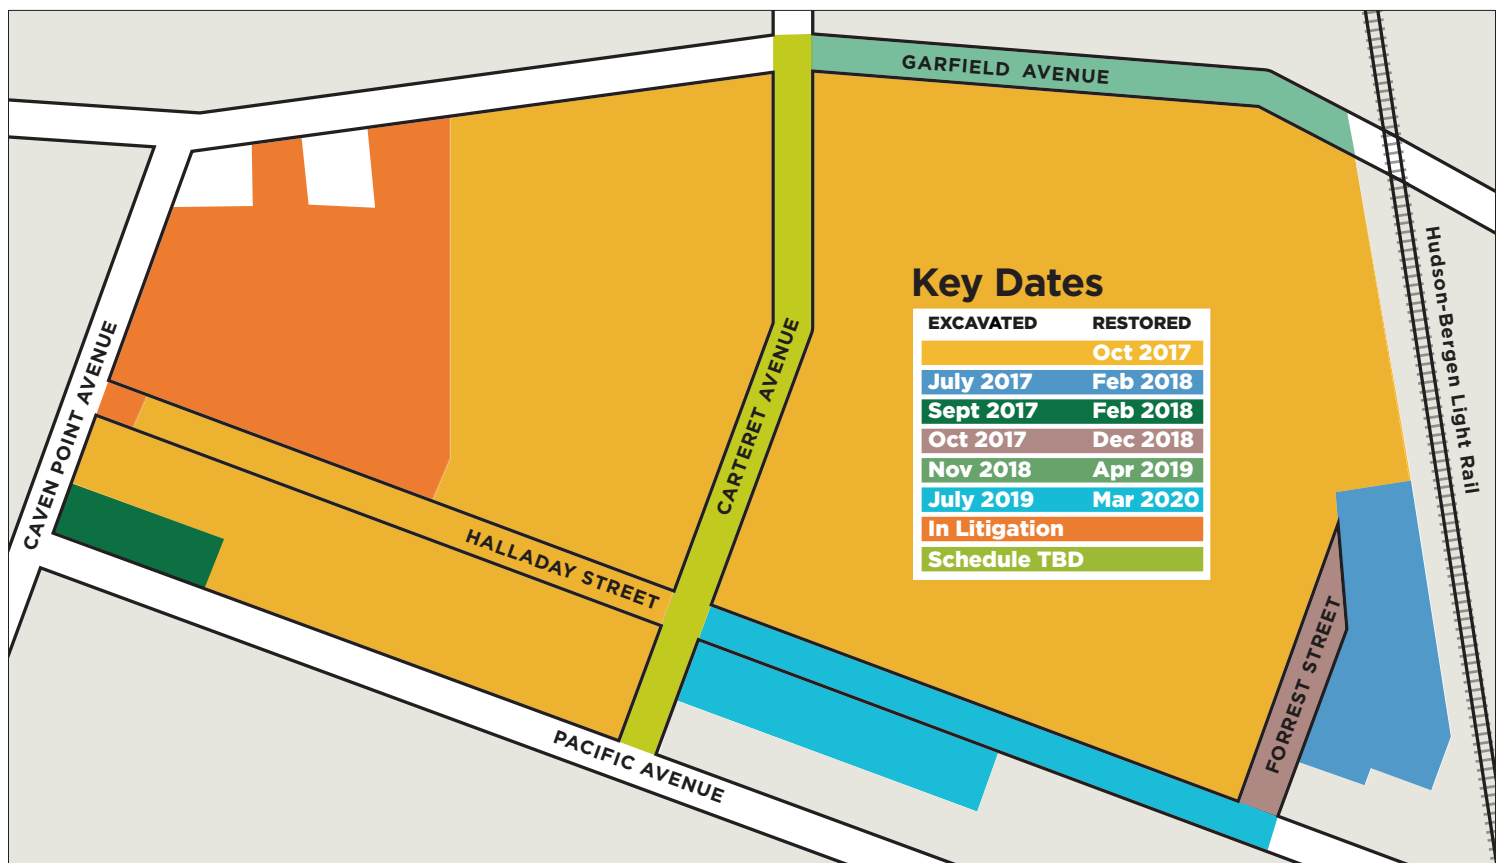 GARFIELD AVENUE
Hudson-Bergen Light Rail
Key Dates
EXCAVATED RESTORED
Oct 2017
July 2017 Feb 2018
Sept 2017 Feb 2018
Oct 2017 Dec 2018
Nov 2018 Apr 2019
July 2019 Mar 2020
In Litigation
Schedule TBD
CAVEN POINT AVENUE
CARTERET AVENUE
HALLADAY STREET
FORREST STREET
PACIFIC AVENUE